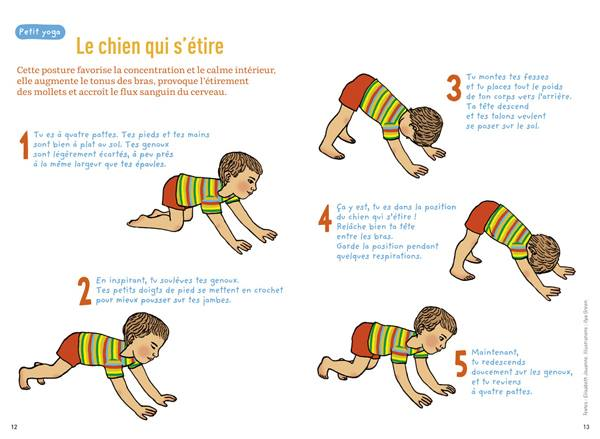 Petit yoga
Le chien qui s'étire
Cette posture favorise la concentration et le calme intérieur,
elle augmente le tonus des bras, provoque l'étirement
des mollets et accroît le flux sanguin du cerveau.
1
Tu es à quatre pattes. Tes pieds et tes mains
sont bien à plat au sol. Tes genoux
sont légèrement écartés, à peu près
à la même largeur que tes épaules.
2
En inspirant, tu soulèves tes genoux.
Tes petits doigts de pied se mettent en crochet
pour mieux pousser sur tes jambes.
12
3
Tu montes tes fesses
et tu places tout le poids
de ton corps vers l'arrière.
Ta tête descend
et tes talons veulent
se poser sur le sol.
4
Ça y est, tu es dans la position
du chien qui s'étire !
Relâche bien ta tête
entre les bras.
Garde la position pendant
quelques respirations.
5
Maintenant,
tu redescends
doucement sur les genoux,
et tu reviens
à quatre pattes.
Textes : Elisabeth Jouanne. Illustrations : Ilya Green
13